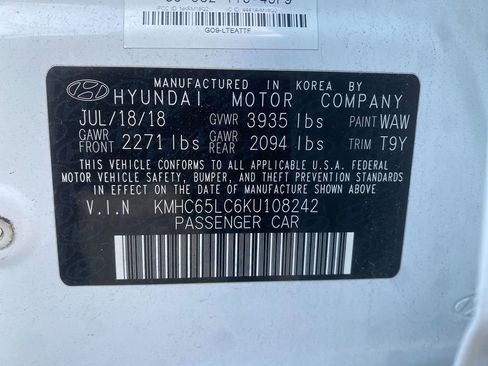 GO9-LTEATTF
MANUFACTURED IN KOREA BY
HYUNDAI MOTOR COMPANY
JUL/18/18 GVWR 3935 lbs PAINT WAW
GAWR FRONT 2271 lbs GAWR REAR 2094 lbs TRIM T9Y
THIS VEHICLE CONFORMS TO ALL APPLICABLE U.S.A. FEDERAL
MOTOR VEHICLE SAFETY, BUMPER, AND THEFT PREVENTION STANDARDS
IN EFFECT ON THE DATE OF MANUFACTURE SHOWN ABOVE.
V.I.N KMHC65LC6KU108242
PASSENGER CAR